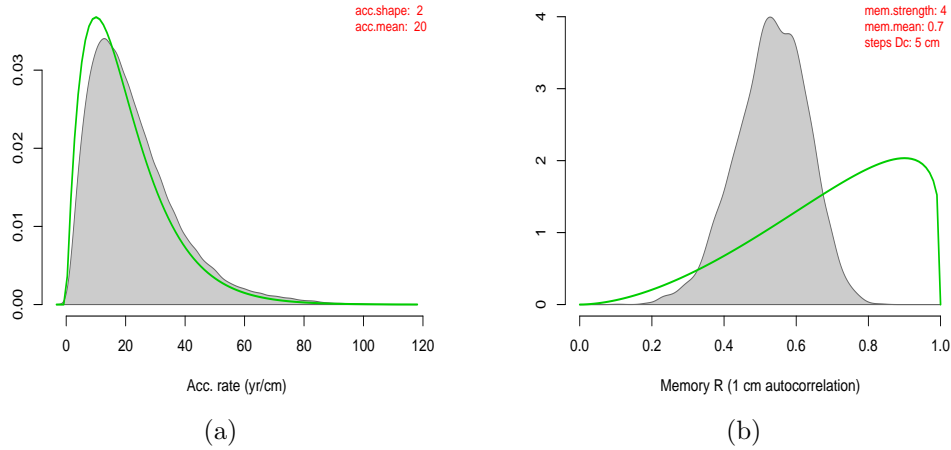 acc.shape: 2
acc.mean: 20
0.00
0.01
0.02
0.03
0 20 40 60 80 100 120
Acc. rate (yr/cm)
(a)
mem.strength: 4
mem.mean: 0.7
steps Dc: 5 cm
4
3
2
1
0
0.0 0.2 0.4 0.6 0.8 1.0
Memory R (1 cm autocorrelation)
(b)